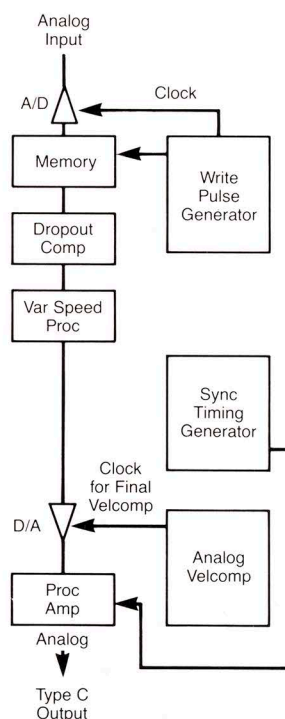 Analog
Input
A/D
Clock
Memory
Write
Pulse
Generator
Dropout
Comp
Var Speed
Proc
Sync
Timing
Generator
Clock
for Final
Velcomp
D/A
Analog
Velcomp
Proc
Amp
Analog
Type C
Output